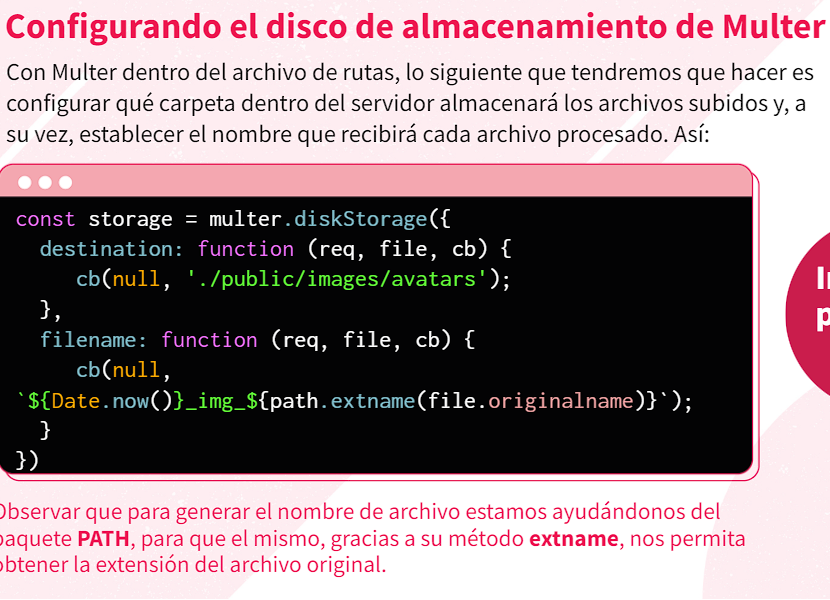 Configurando el disco de almacenamiento de Multer
Con Multer dentro del archivo de rutas, lo siguiente que tendremos que hacer es
configurar qué carpeta dentro del servidor almacenará los archivos subidos y, a
su vez, establecer el nombre que recibirá cada archivo procesado. Así:
const storage = multer.diskStorage({
  destination: function (req, file, cb) {
     cb(null, './public/images/avatars');
  },
  filename: function (req, file, cb) {
     cb(null,
`${Date.now()}_img_${path.extname(file.originalname)}`);
  }
})
Observar que para generar el nombre de archivo estamos ayudándonos del
paquete PATH, para que el mismo, gracias a su método extname, nos permita
obtener la extensión del archivo original.